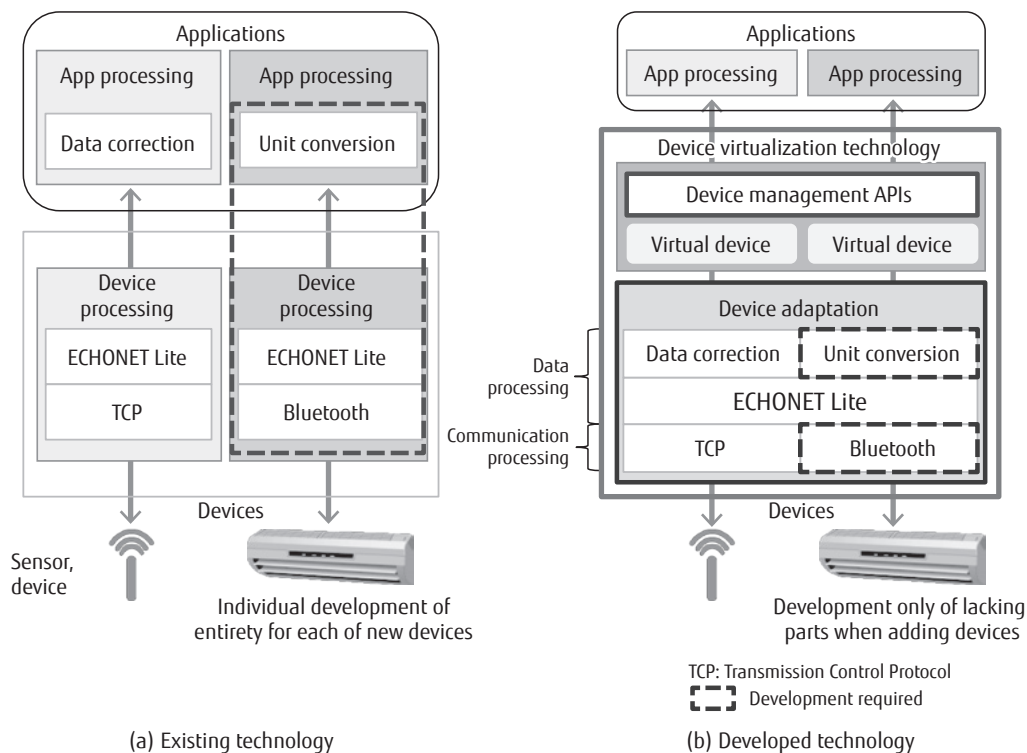 Applications
App processing
App processing
Data correction
Unit conversion
Device
processing
Device
processing
ECHONET Lite
ECHONET Lite
TCP
Bluetooth
Devices
Sensor,
device
Individual development of
entirety for each of new devices
(a) Existing technology
Applications
App processing
App processing
Device virtualization technology
Device management APIs
Virtual device
Virtual device
Device adaptation
Data
processing
Data correction
Unit conversion
ECHONET Lite
Communication
processing
TCP
Bluetooth
Devices
Development only of lacking
parts when adding devices
TCP: Transmission Control Protocol
Development required
(b) Developed technology